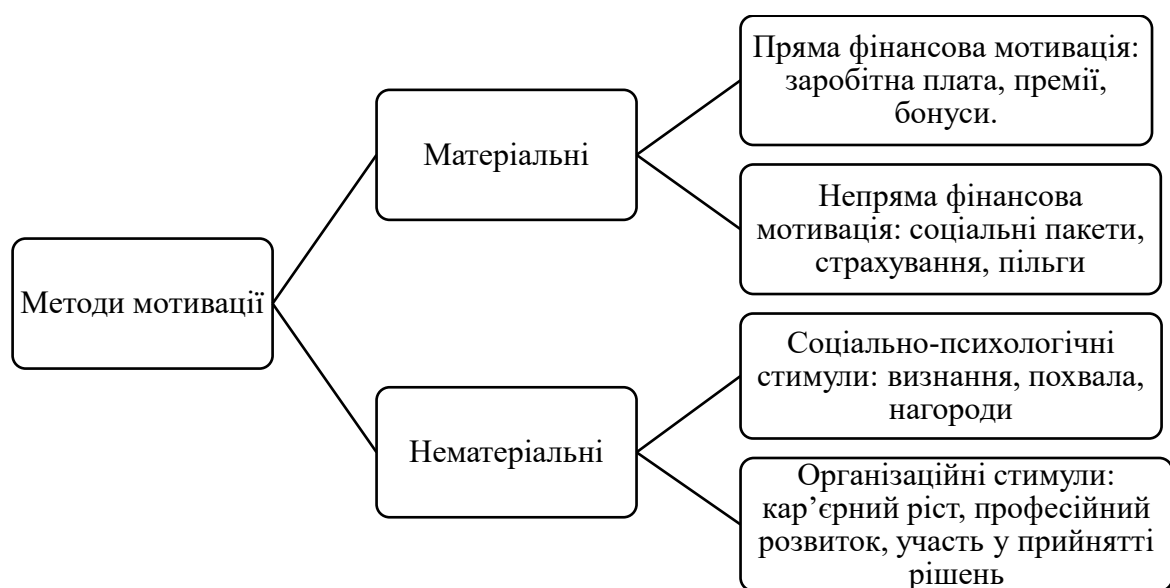 Методи мотивації
Матеріальні
Пряма фінансова мотивація:
заробітна плата, премії,
бонуси.
Непряма фінансова
мотивація: соціальні пакети,
страхування, пільги
Нематеріальні
Соціально-психологічні
стимули: визнання, похвала,
нагороди
Організаційні стимули:
кар’єрний ріст, професійний
розвиток, участь у прийнятті
рішень